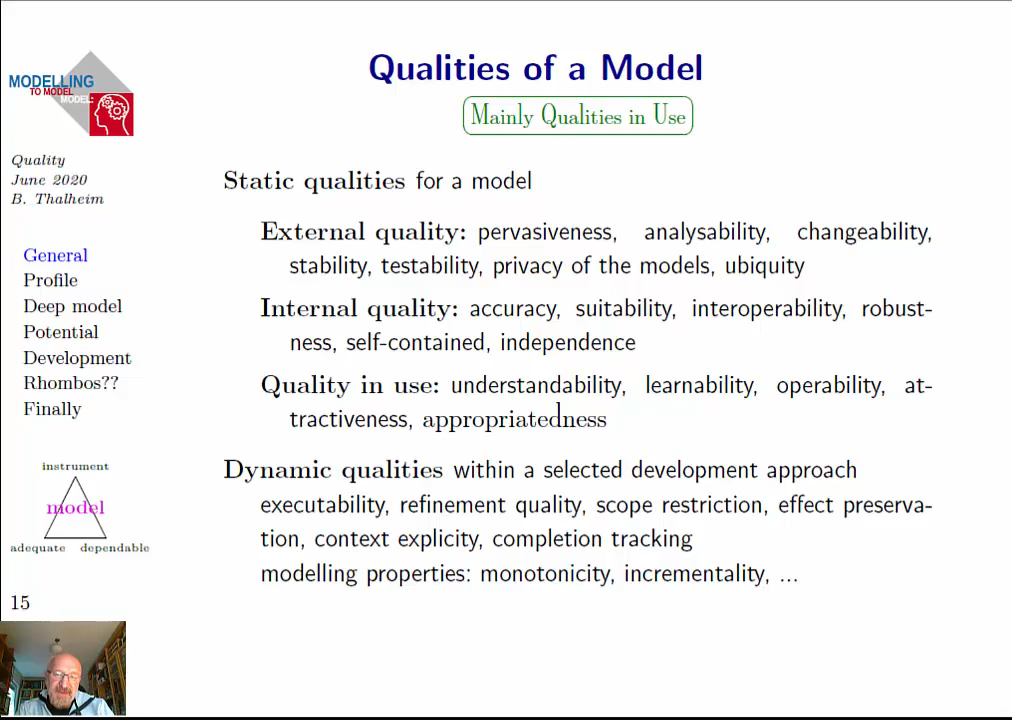 MODELLING
TO MODEL
MODEL:
Quality
June 2020
B. Thalheim
General
Profile
Deep model
Potential
Development
Rhombos??
Finally
instrument
model
adequate dependable
15
Qualities of a Model
Mainly Qualities in Use
Static qualities for a model
External quality: pervasiveness, analysability, changeability,
stability, testability, privacy of the models, ubiquity
Internal quality: accuracy, suitability, interoperability, robust-
ness, self-contained, independence
Quality in use: understandability, learnability, operability, at-
tractiveness, appropriatedness
Dynamic qualities within a selected development approach
executability, refinement quality, scope restriction, effect preserva-
tion, context explicity, completion tracking
modelling properties: monotonicity, incrementality, ...